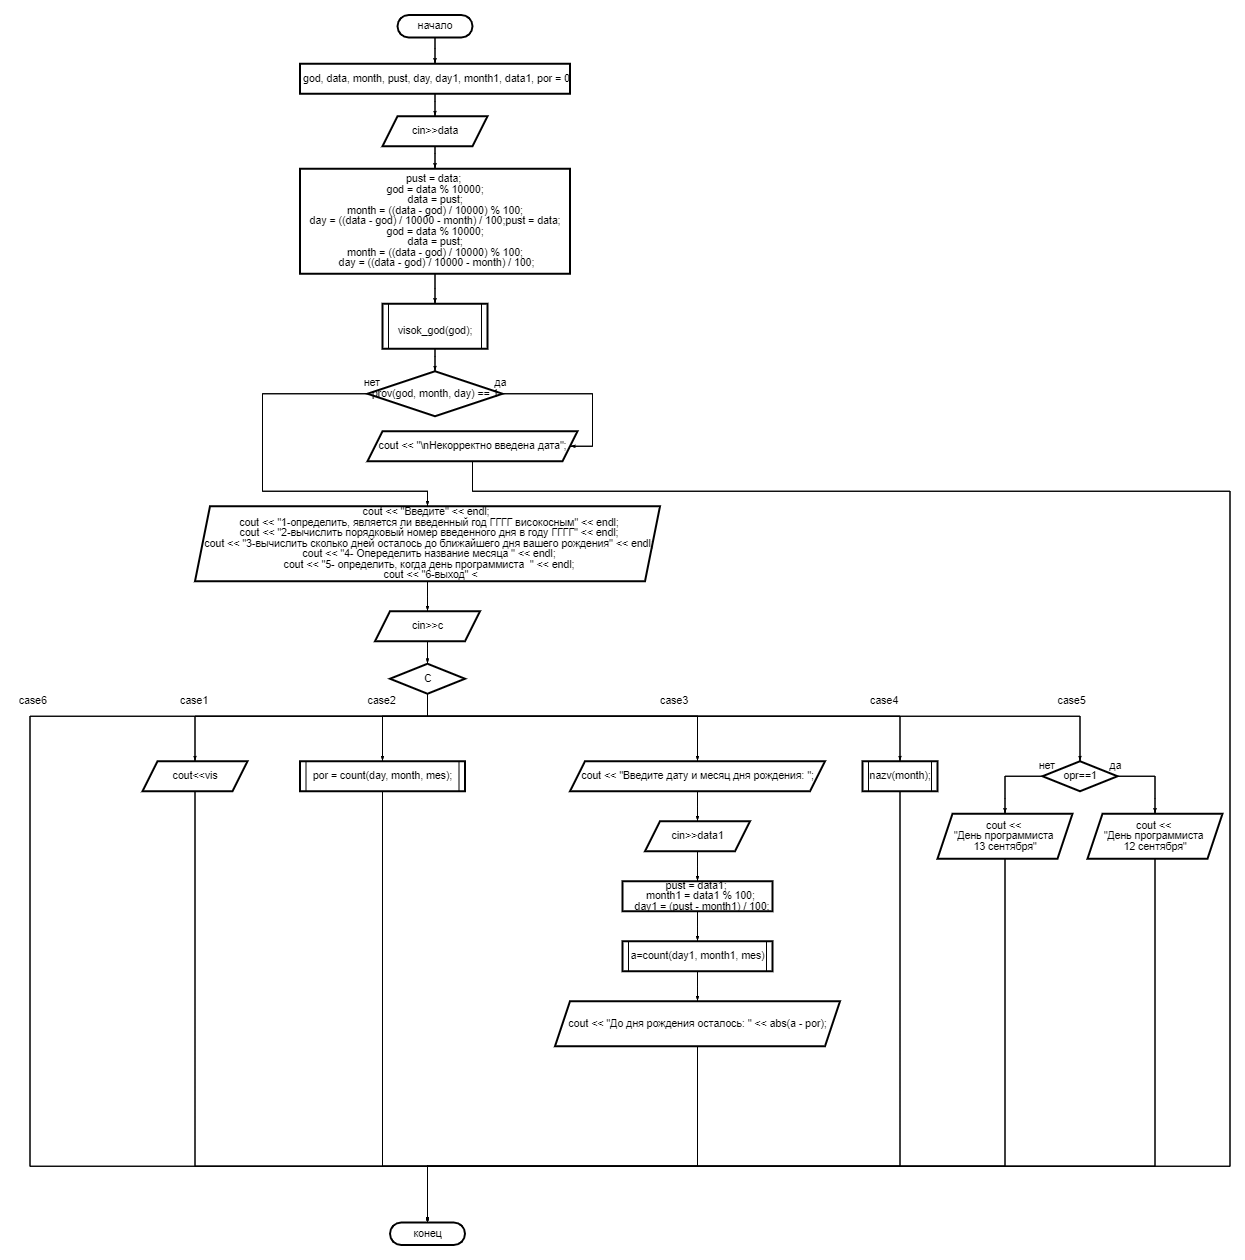 начало
god, data, month, pust, day, day1, month1, data1, por = 0
cin>>data
pust = data;
god = data % 10000;
data = pust;
month = ((data - god) / 10000) % 100;
day = ((data - god) / 10000 - month) / 100;pust = data;
god = data % 10000;
data = pust;
month = ((data - god) / 10000) % 100;
day = ((data - god) / 10000 - month) / 100;
visok_god(god);
нет
да
prov(god, month, day) ==
cout << "\nНекорректно введена дата";
cout << "Введите" << endl;
cout << "1-определить, является ли введенный год ГГГГ високосным" << endl;
cout << "2-вычислить порядковый номер введенного дня в году ГГГГ" << endl;
cout << "3-вычислить сколько дней осталось до ближайшего дня вашего рождения" << endl
cout << "4- Опеределить название месяца " << endl;
cout << "5- определить, когда день программиста  " << endl;
cout << "6-выход" <
cin>>c
C
case6
case1
case2
case3
case4
case5
cout<<vis
por = count(day, month, mes);
cout << "Введите дату и месяц дня рождения: ";
nazv(month);
нет
opr==1
да
cin>>data1
cout <<
"День программиста
13 сентября"
cout <<
"День программиста
12 сентября"
pust = data1;
month1 = data1 % 100;
day1 = (pust - month1) / 100;
a=count(day1, month1, mes)
cout << "До дня рождения осталось: " << abs(a - por);
конец